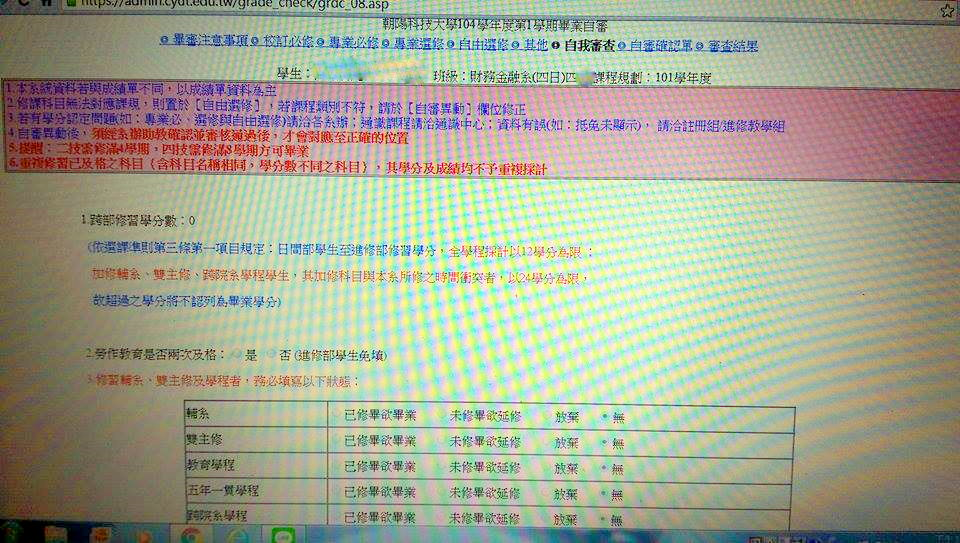 https://admin.cyut.edu.tw/grade_check/grdc_08.asp
朝陽科技大學104學年度第1學期畢業自審
畢審注意事項 校訂必修 專業必修 專業選修 自由選修 其他 自我審查 自審確認單 審查結果
學生： 班級：財務金融系(四日)四 課程規劃：101學年度
1.本系統資料若與成績單不同，以成績單資料為主
2.修課科目無法對應課規，則置於［自由選修］，若課程類別不符，請於［自審異動］欄位修正
3.若有學分認定問題(如：專業必、選修與自由選修)請洽各系辦；通識課程請洽通識中心；資料有誤(如：抵免未顯示)， 請洽註冊組/進修教學組
4.自審異動後，須經系辦助教確認並審核通過後，才會對應至正確的位置
5.提醒：二技需修滿4學期，四技需修滿8學期方可畢業
6.重複修習已及格之科目（含科目名稱相同，學分數不同之科目），其學分及成績均不予重複採計
1.跨部修習學分數：0
(依選課準則第三條第一項目規定：日間部學生至進修部修習學分，全學程採計以12學分為限；
加修輔系、雙主修、跨院系學程學生，其加修科目與本系所修之時間衝突者，以24學分為限，
故超過之學分將不認列為畢業學分)
2.勞作教育是否兩次及格： 是 否 (進修部學生免填)
3.修習輔系、雙主修及學程者，務必填寫以下狀態：
輔系 已修畢欲畢業 未修畢欲延修 放棄 無
雙主修 已修畢欲畢業 未修畢欲延修 放棄 無
教育學程 已修畢欲畢業 未修畢欲延修 放棄 無
五年一貫學程 已修畢欲畢業 未修畢欲延修 放棄 無
跨院系學程 已修畢欲畢業 未修畢欲延修 放棄 無